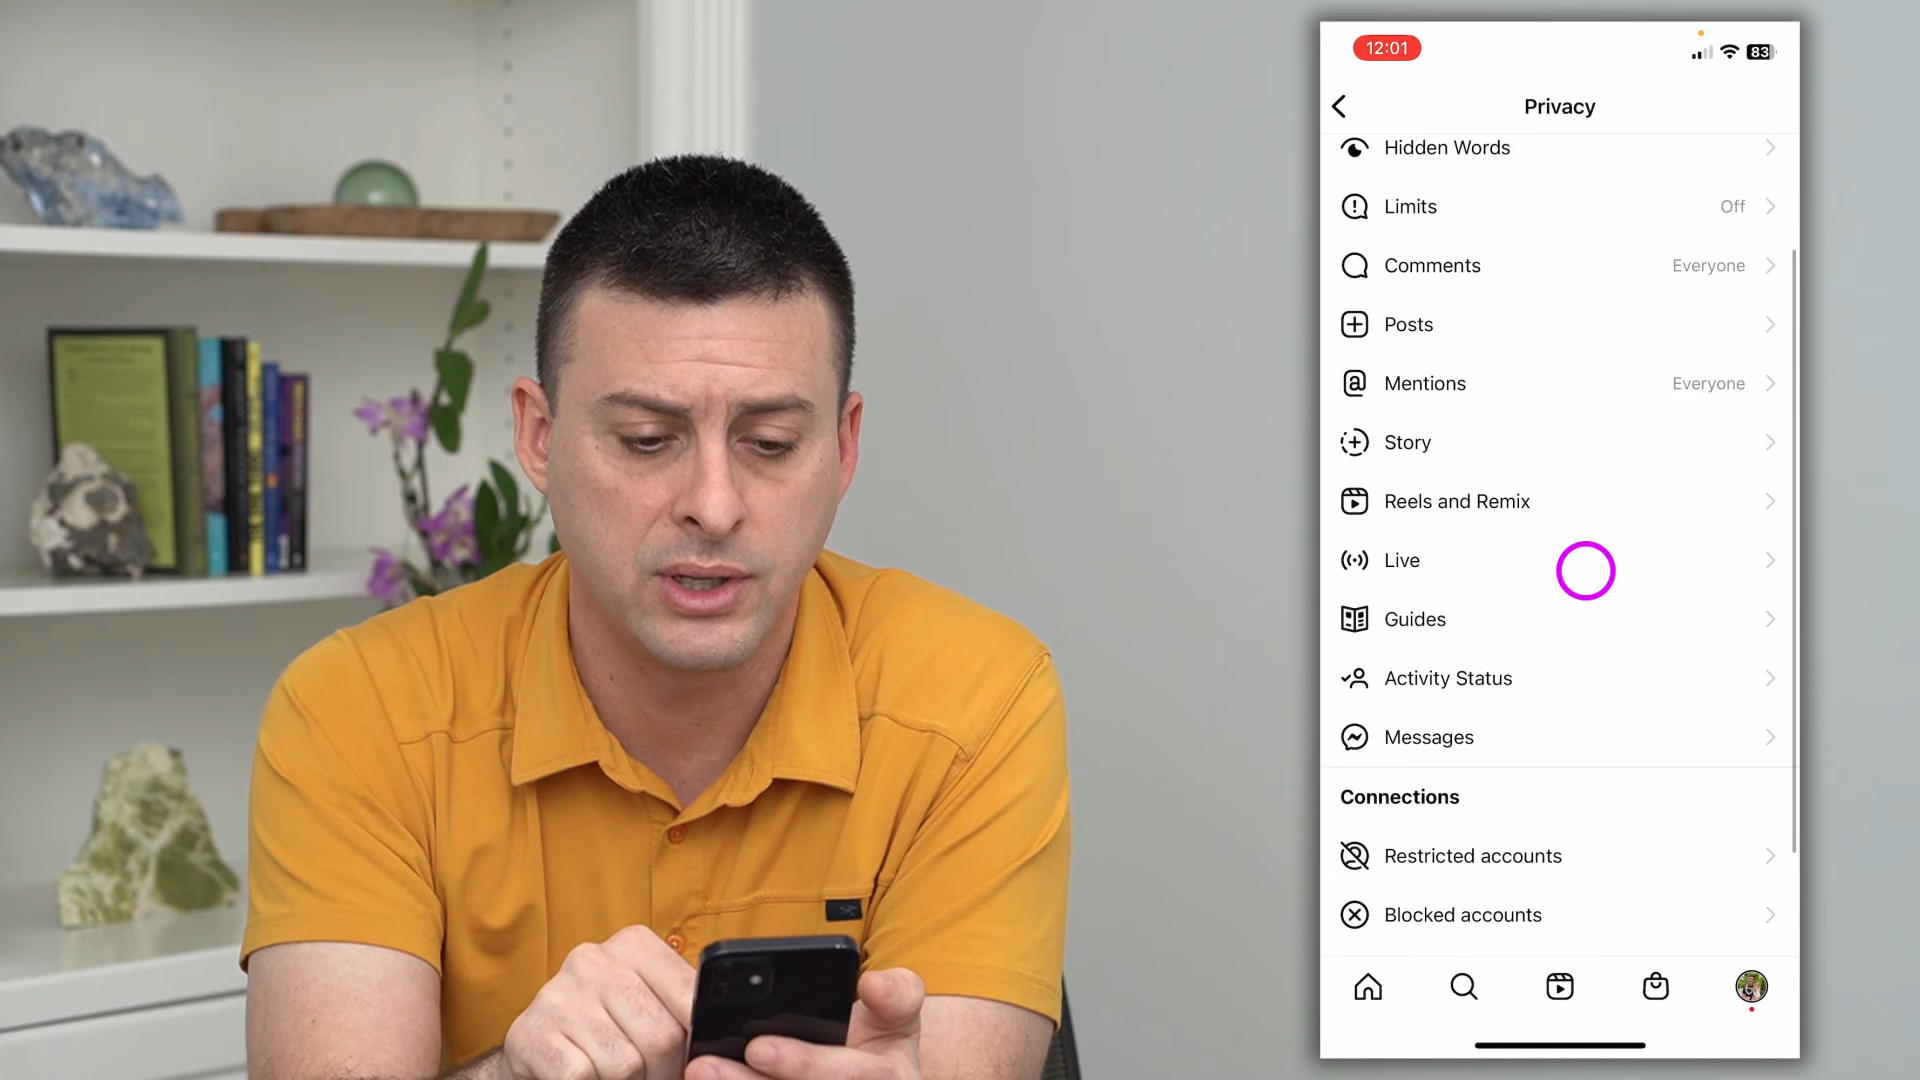 12:01
83
Privacy
Hidden Words
Limits Off
Comments Everyone
Posts
Mentions Everyone
Story
Reels and Remix
Live
Guides
Activity Status
Messages
Connections
Restricted accounts
Blocked accounts